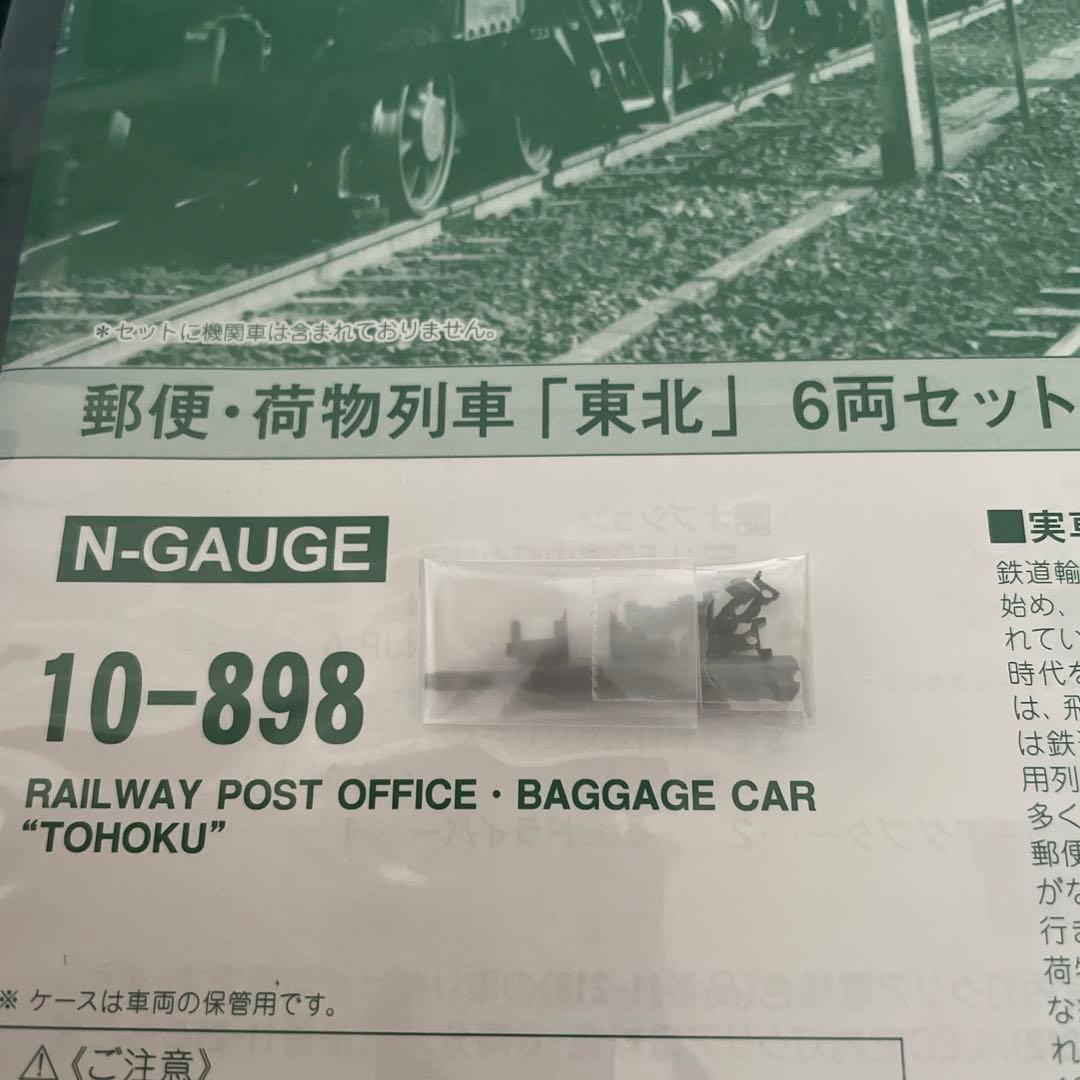 *セットに機関車は含まれておりません。
郵便・荷物列車「東北」 6両セット
N-GAUGE
10-898
RAILWAY POST OFFICE・BAGGAGE CAR
“TOHOKU”
※ ケースは車両の保管用です。
⚠《ご注意》
■実車
鉄道輸
始め、
れてい
時代を
は、飛
は鉄道
用列
多く
郵便
がな
行き
荷物
な
れ